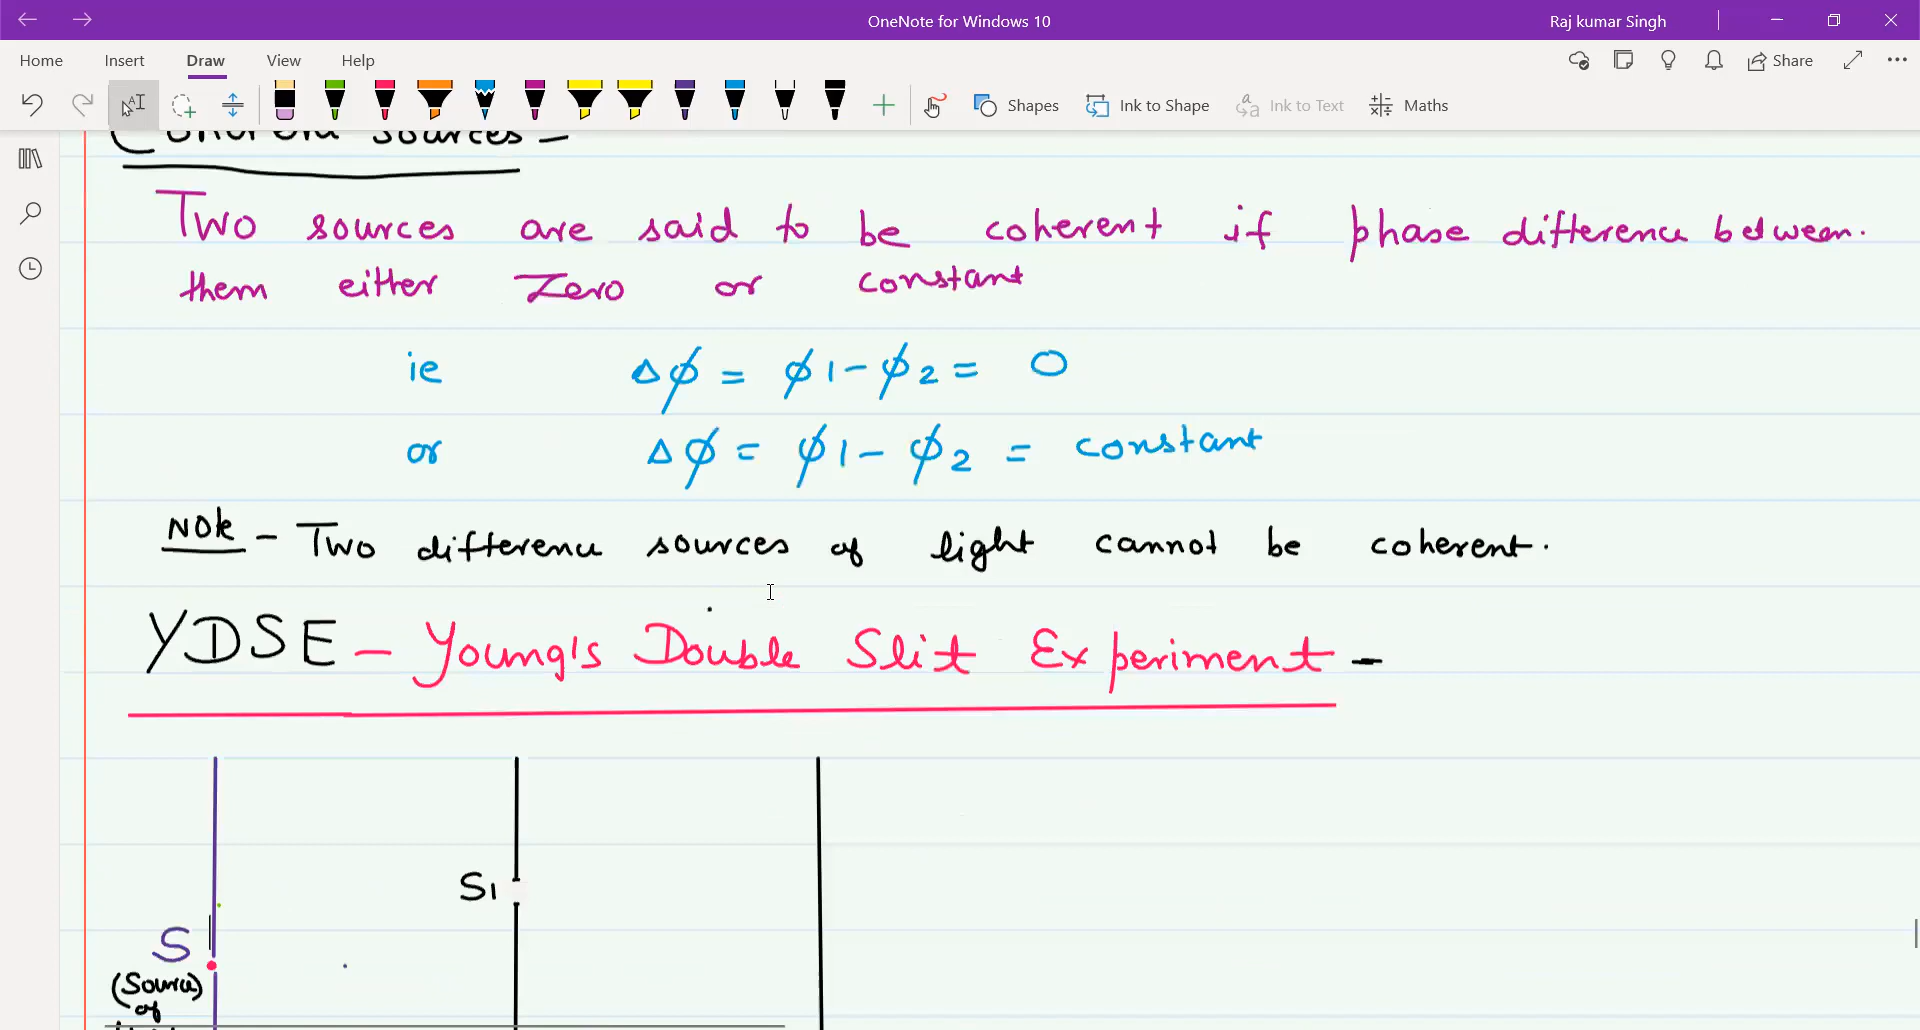 OneNote for Windows 10
Raj kumar Singh
Home Insert Draw View Help
Share
Shapes Ink to Shape Ink to Text Maths
Coherent sources -
Two sources are said to be coherent if phase difference between.
them either Zero or constant
ie Δϕ = ϕ1 - ϕ2 = 0
or Δϕ = ϕ1 - ϕ2 = constant
Note - Two difference sources of light cannot be coherent.
YDSE - Young's Double Slit Experiment -
S1
S
(Source)
of